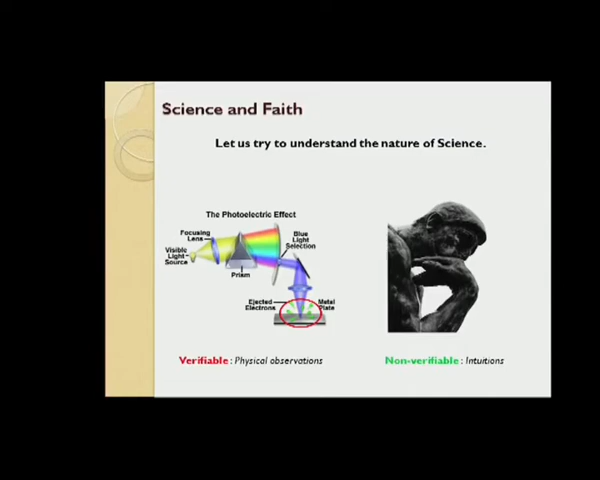 Science and Faith
Let us try to understand the nature of Science.
The Photoelectric Effect
Focusing
Lens
Visible
Light
Source
Prism
Blue
Light
Selection
Ejected
Electrons
Metal
Plate
Verifiable : Physical observations
Non-verifiable : Intuitions